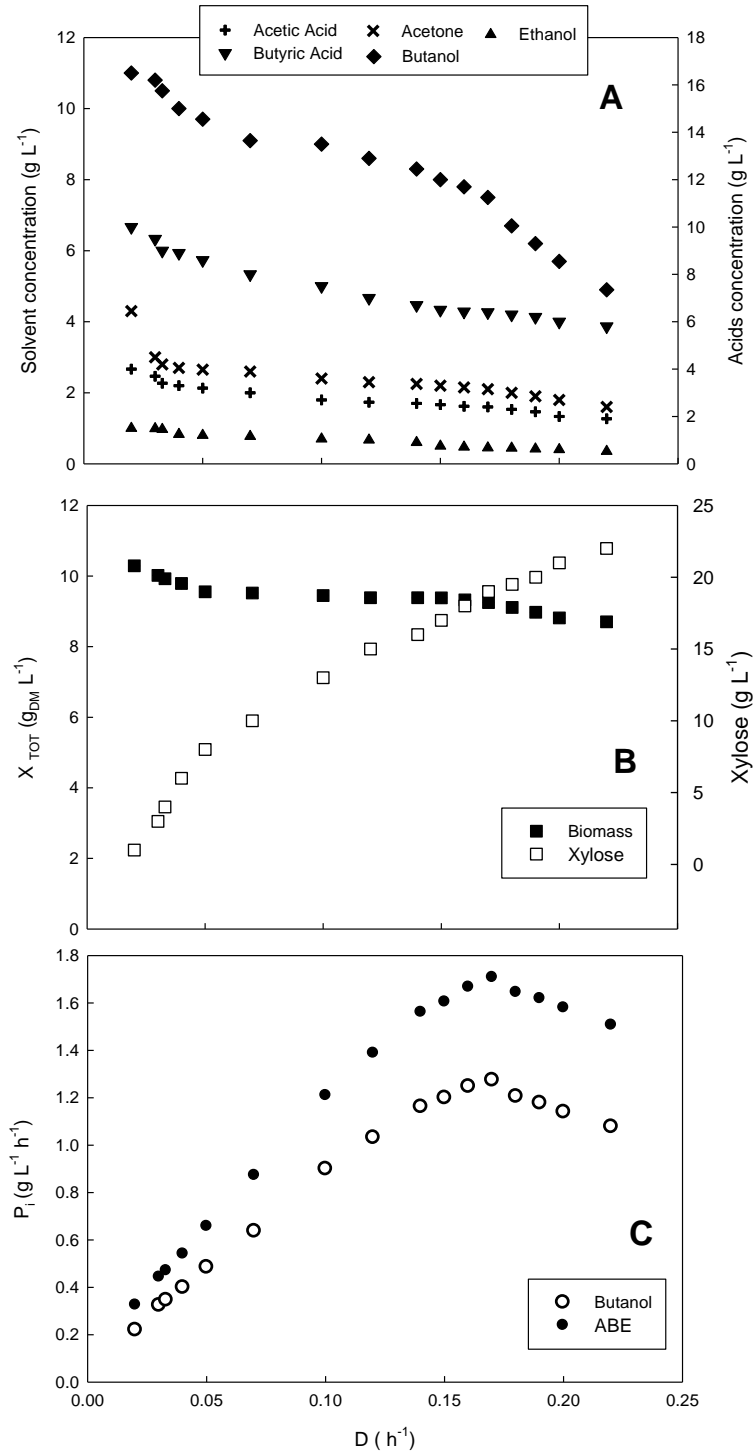 Acetic Acid Acetone Ethanol
Butyric Acid Butanol
A
12
10
8
6
4
2
0
Solvent concentration (g L-1)
18
16
14
12
10
8
6
4
2
0
Acids concentration (g L-1)
12
10
8
6
4
2
0
X TOT (gDM L-1)
25
20
15
10
5
0
Xylose (g L-1)
B
Biomass
Xylose
1.8
1.6
1.4
1.2
1.0
0.8
0.6
0.4
0.2
0.0
Pi (g L-1 h-1)
C
Butanol
ABE
0.00 0.05 0.10 0.15 0.20 0.25
D ( h-1)